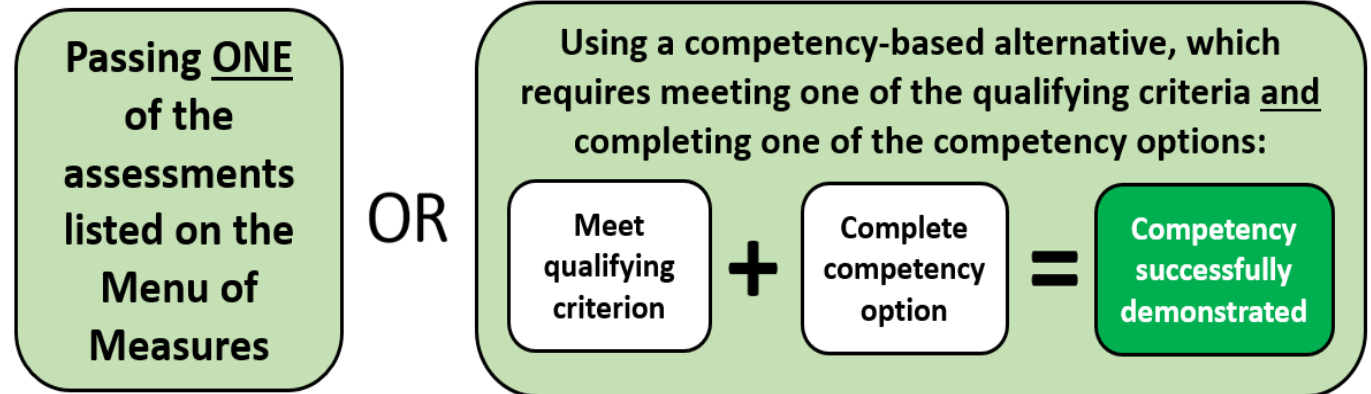 Passing ONE
of the
assessments
listed on the
Menu of
Measures
OR
Using a competency-based alternative, which
requires meeting one of the qualifying criteria and
completing one of the competency options:
Meet
qualifying
criterion
+
Complete
competency
option
=
Competency
successfully
demonstrated